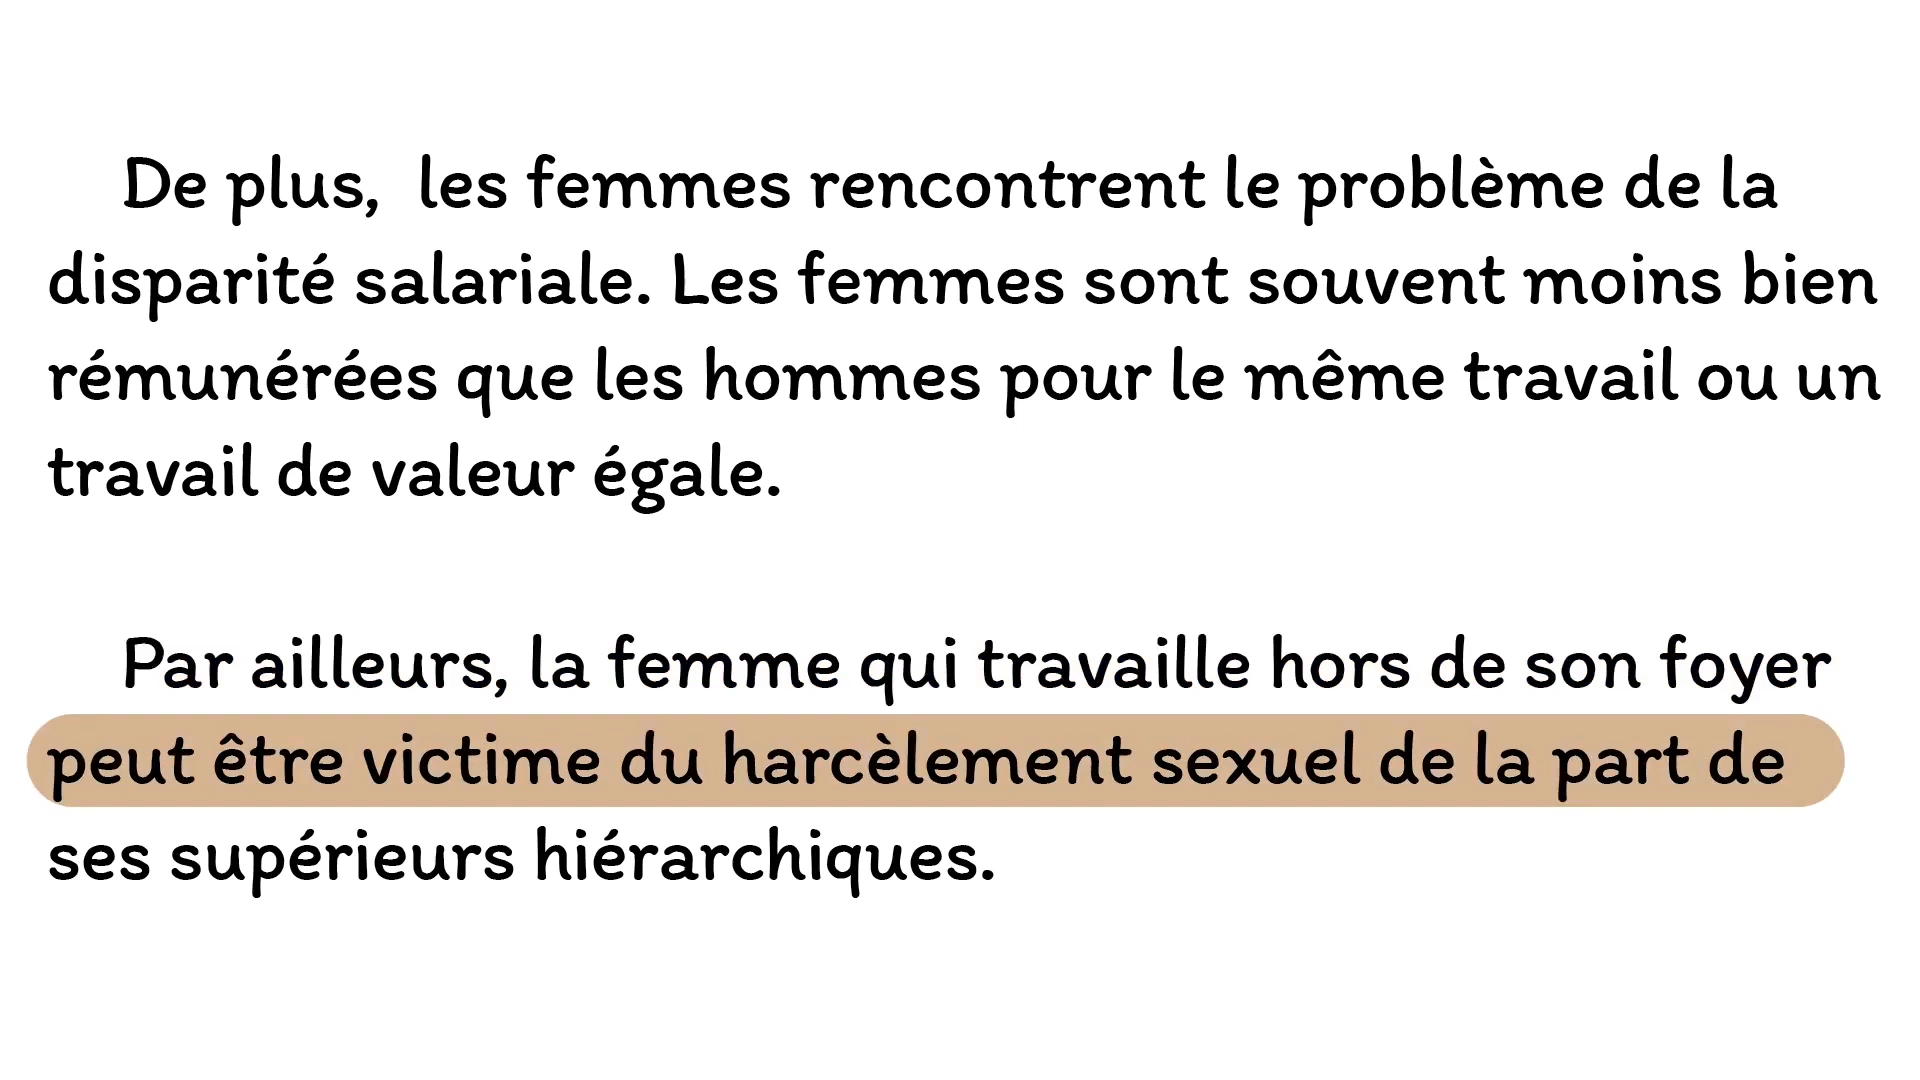 De plus,  les femmes rencontrent le problème de la
disparité salariale. Les femmes sont souvent moins bien
rémunérées que les hommes pour le même travail ou un
travail de valeur égale.
Par ailleurs, la femme qui travaille hors de son foyer
peut être victime du harcèlement sexuel de la part de
ses supérieurs hiérarchiques.